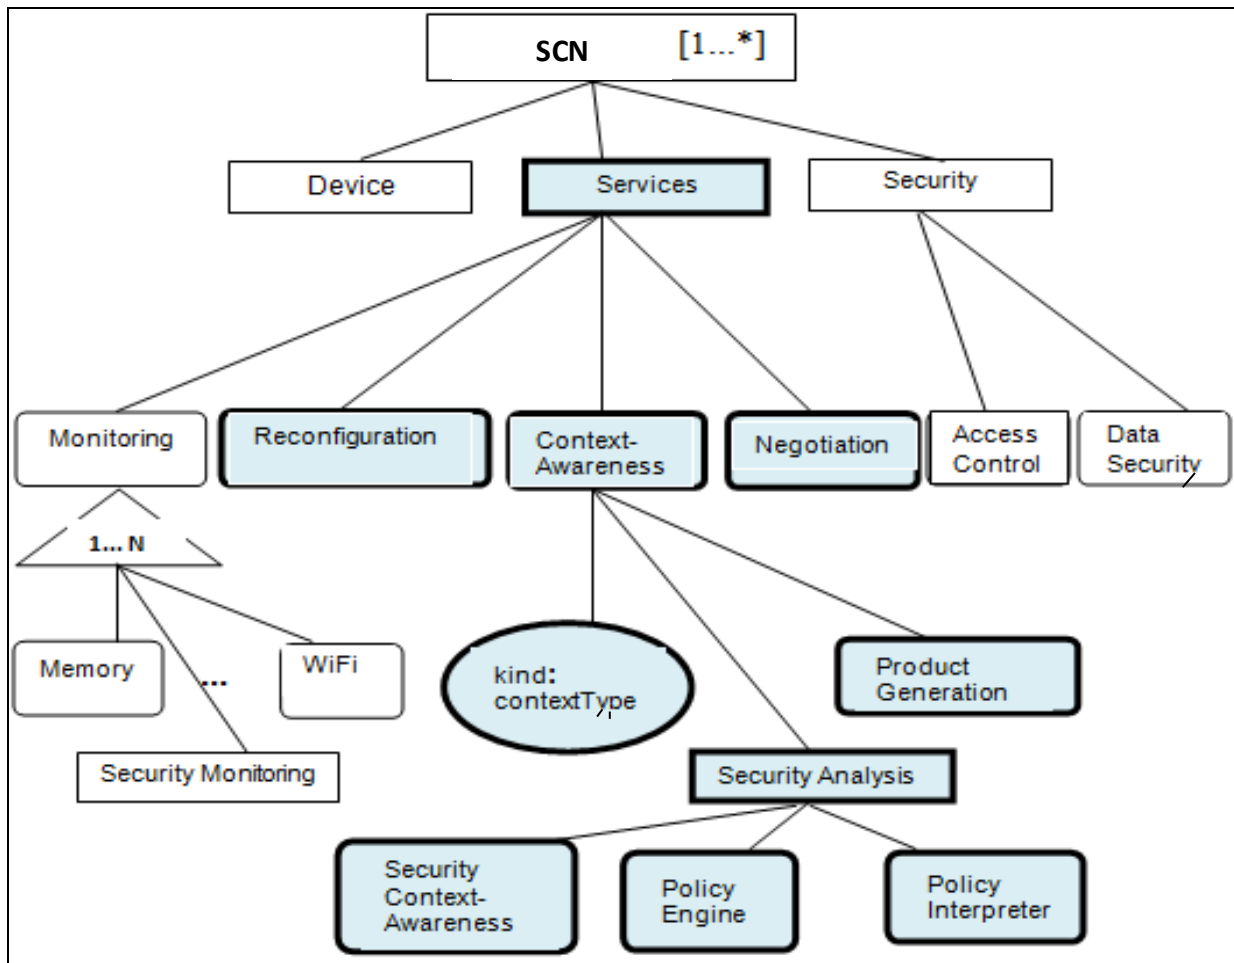 SCN [1...*]
Device
Services
Security
Monitoring
Reconfiguration
Context-
Awareness
Negotiation
Access
Control
Data
Security
1... N
Memory
...
WiFi
kind:
contextType
Product
Generation
Security Monitoring
Security Analysis
Security
Context-
Awareness
Policy
Engine
Policy
Interpreter